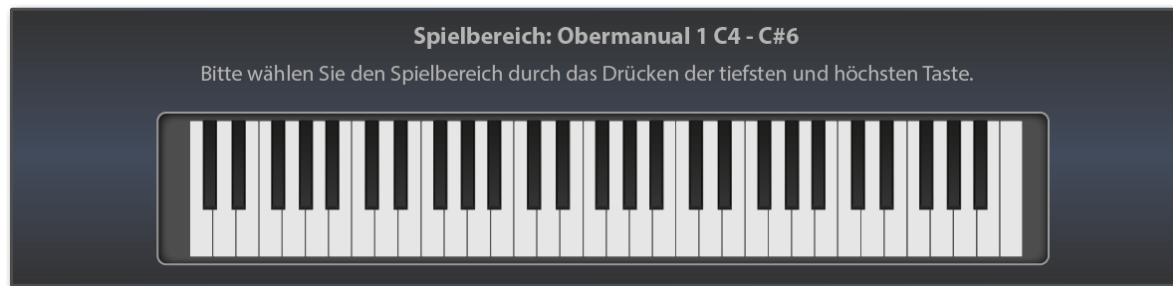 Spielbereich: Obermanual 1 C4 - C#6
Bitte wählen Sie den Spielbereich durch das Drücken der tiefsten und höchsten Taste.